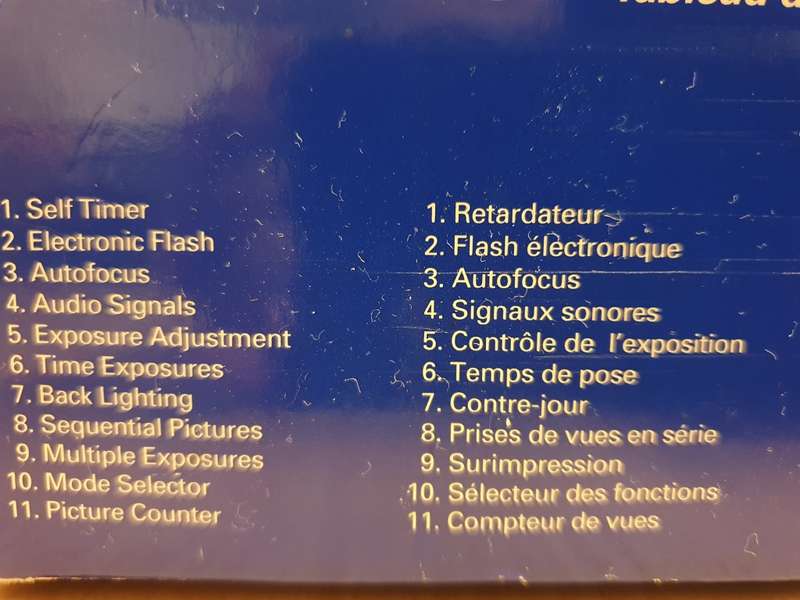 Tableau
1. Self Timer
2. Electronic Flash
3. Autofocus
4. Audio Signals
5. Exposure Adjustment
6. Time Exposures
7. Back Lighting
8. Sequential Pictures
9. Multiple Exposures
10. Mode Selector
11. Picture Counter
1. Retardateur
2. Flash électronique
3. Autofocus
4. Signaux sonores
5. Contrôle de l'exposition
6. Temps de pose
7. Contre-jour
8. Prises de vues en série
9. Surimpression
10. Sélecteur des fonctions
11. Compteur de vues